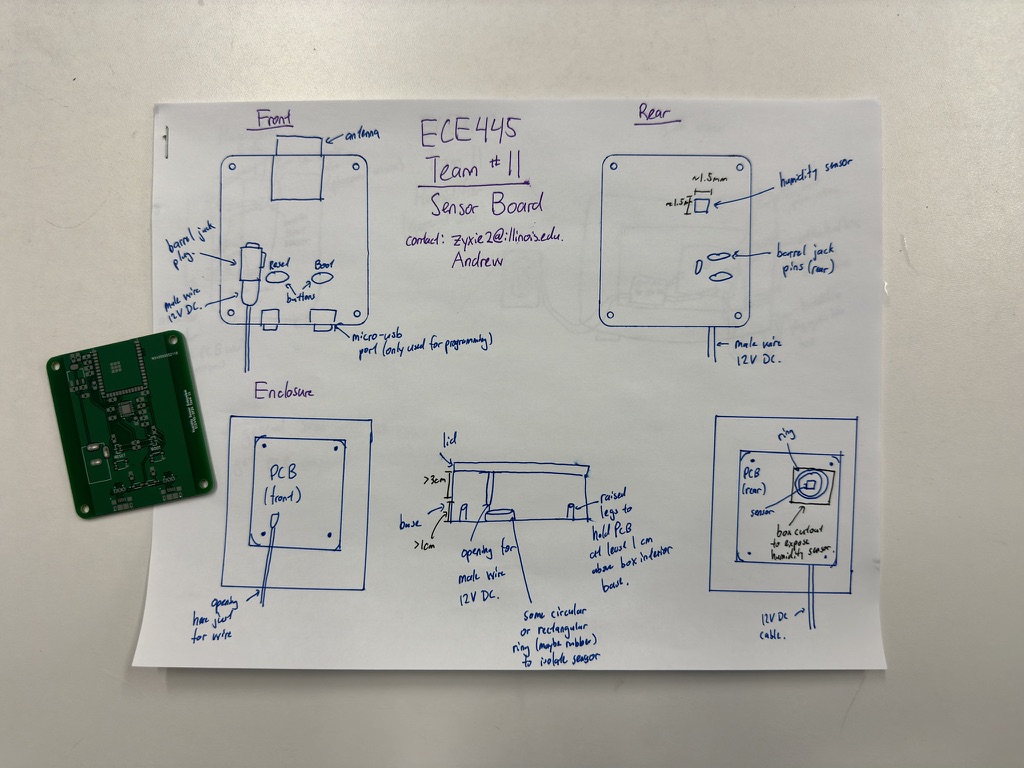 Front
antenna
barrel jack
plug
male wire
12V DC.
Reset
Boot
buttons
micro-usb
port (only used for programming)
ECE445
Team #11
Sensor Board
contact: zyxie2@illinois.edu.
Andrew
Rear
~1.5mm
humidity sensor
barrel jack
pins (rear)
male wire
12V DC.
Enclosure
PCB
(front)
opening
here just
for wire
lid
>3cm
base
>1cm
opening for
male wire
12V DC.
some circular
or rectangular
ring (maybe rubber)
to isolate sensor
raised
legs to
hold PCB
at least 1 cm
above box interior
base.
ring
PCB
(rear)
sensor
box cutout
to expose
humidity sensor.
12V DC
cable.